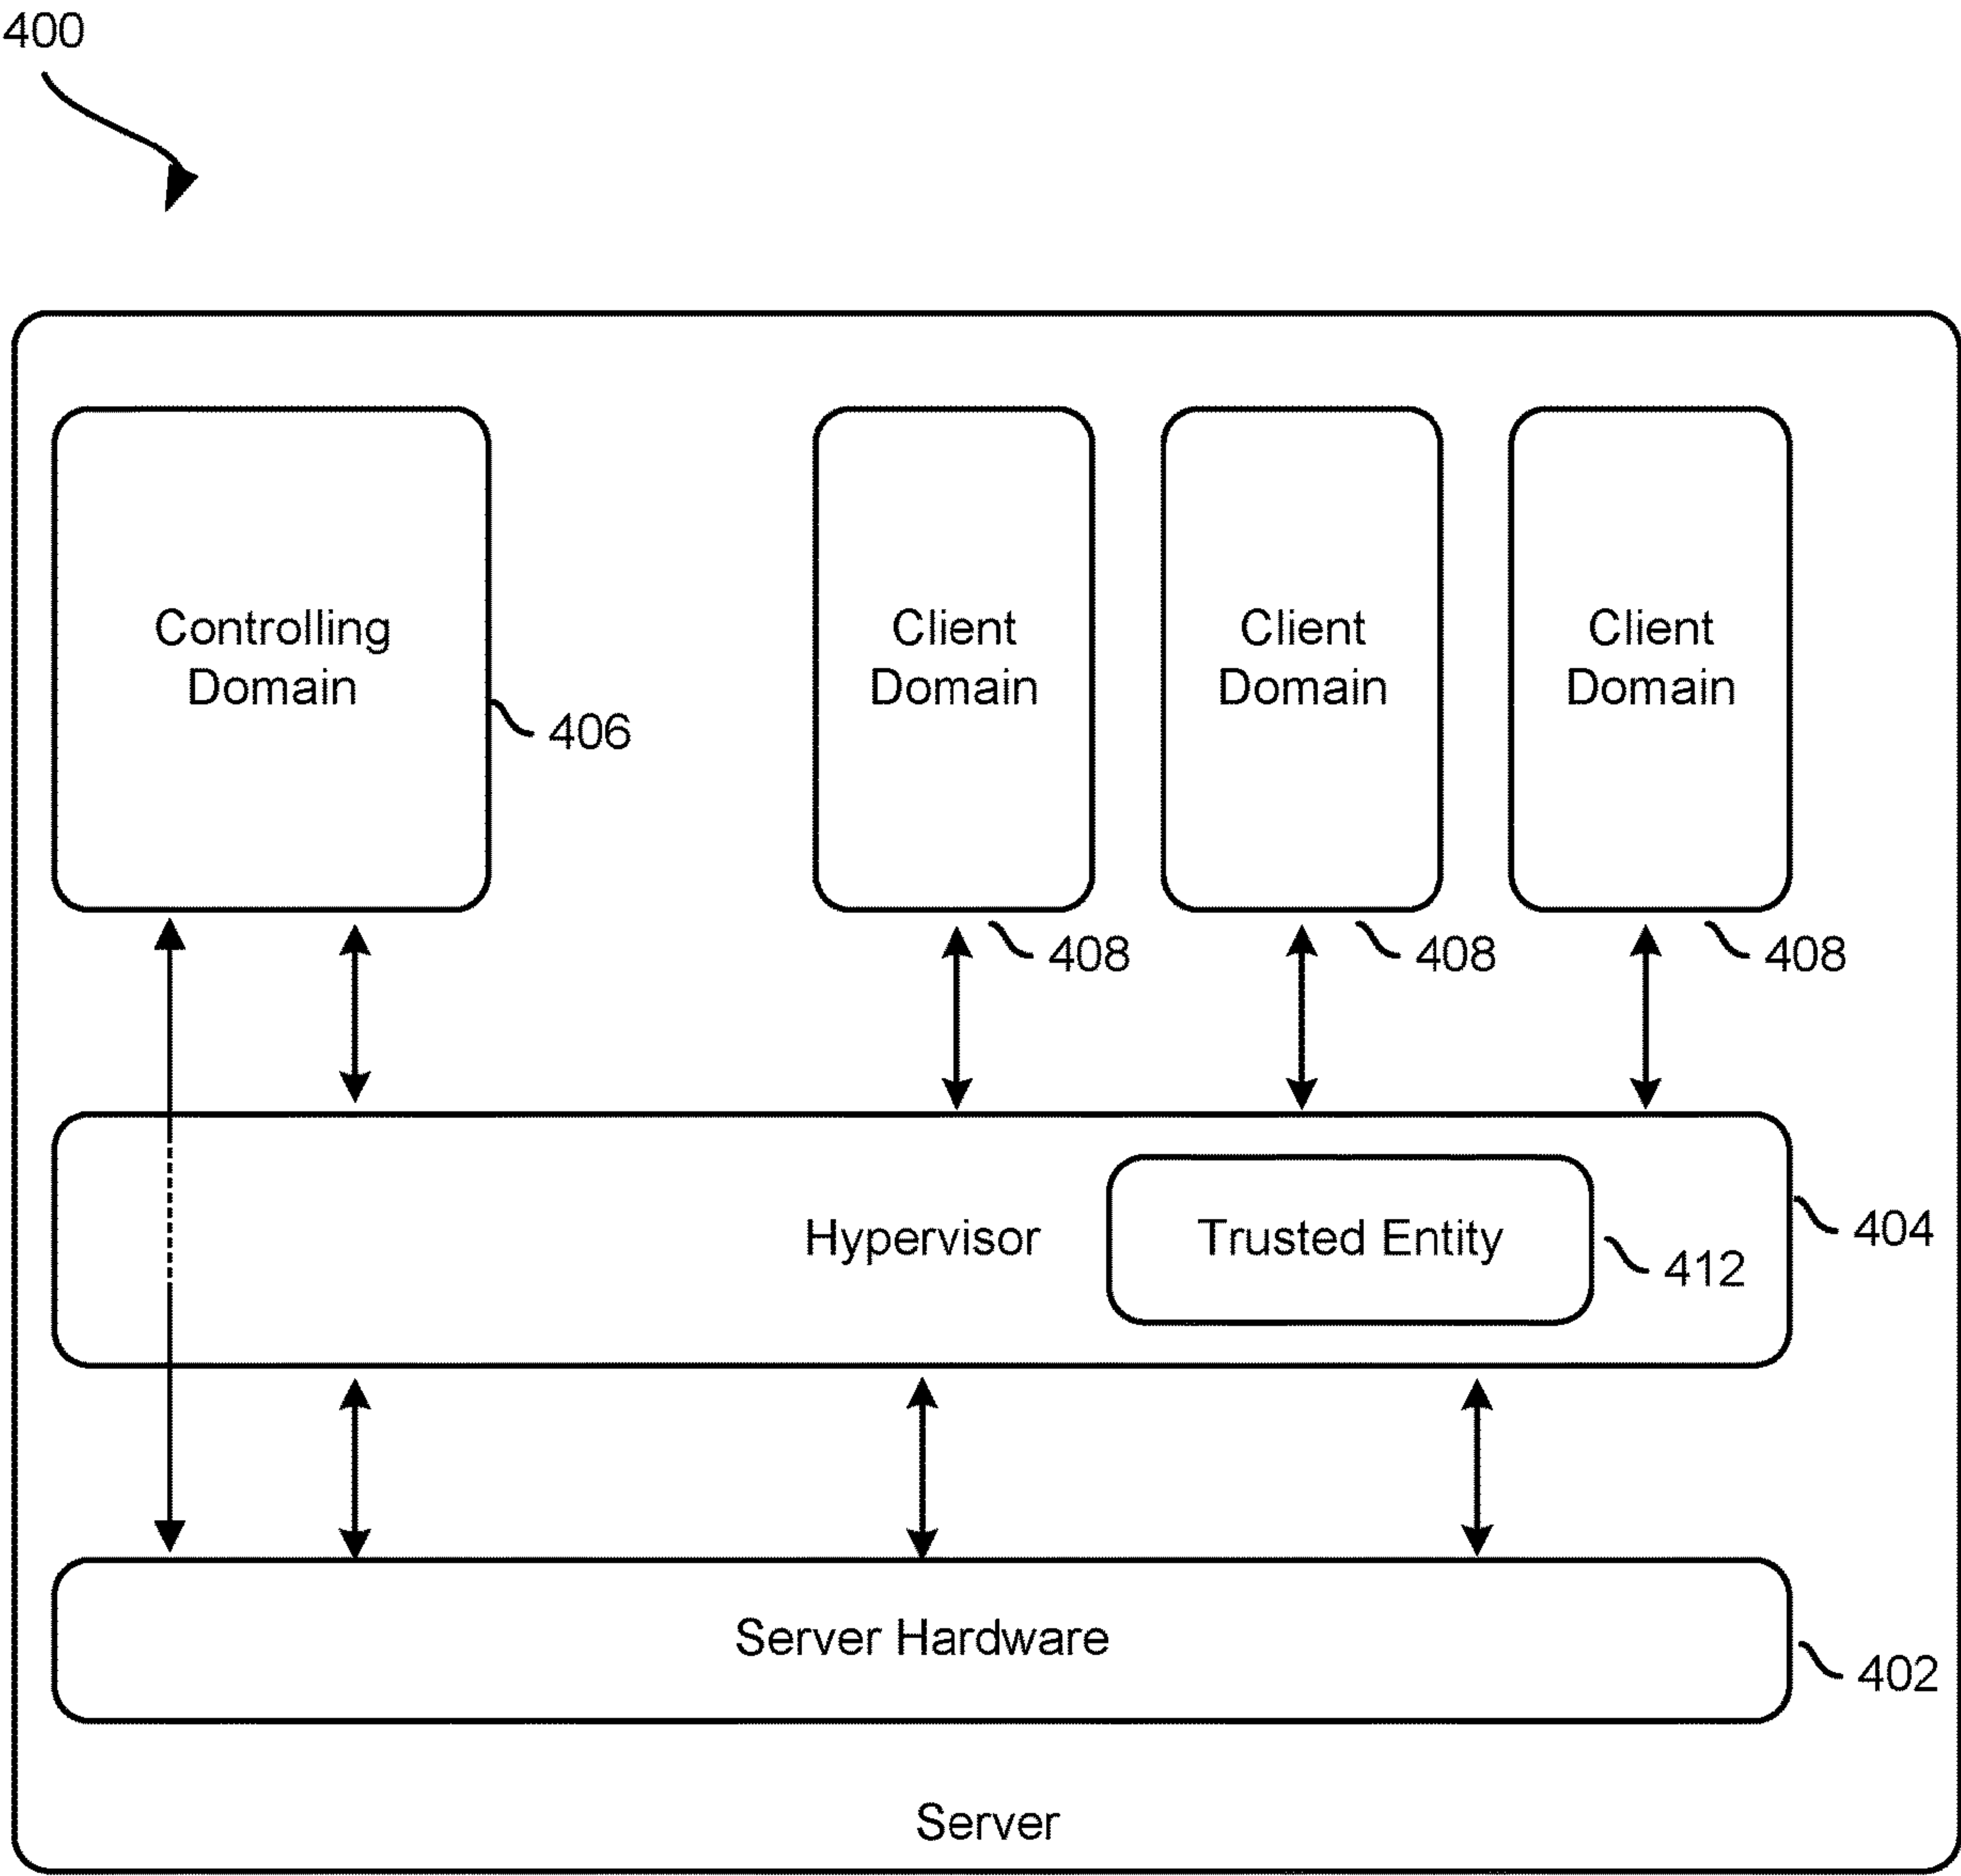 400
Controlling
Domain
406
Client
Domain
408
Client
Domain
408
Client
Domain
408
Hypervisor
Trusted Entity
412
404
Server Hardware
402
Server